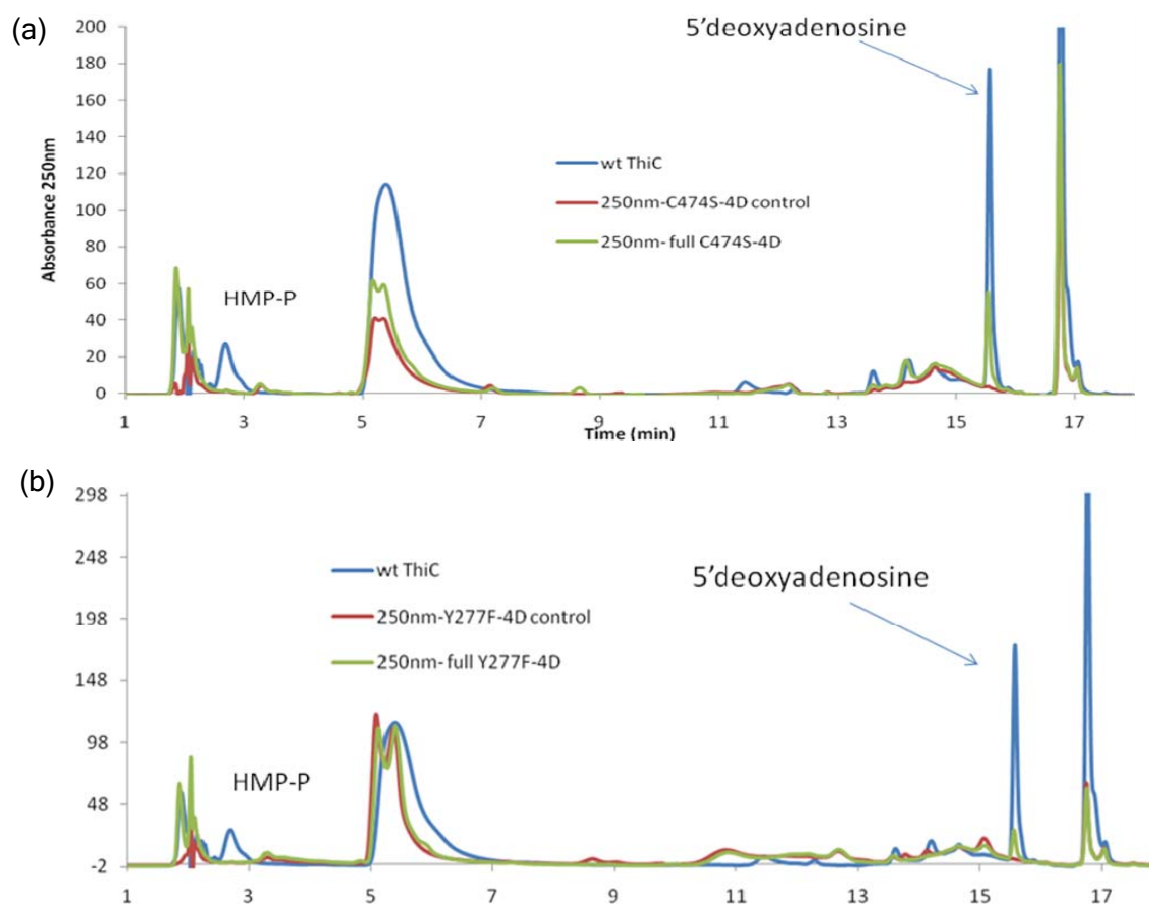 (a)
5'deoxyadenosine
200
180
160
140
120
100
80
60
40
20
0
Absorbance 250nm
wt ThiC
250nm-C474S-4D control
250nm- full C474S-4D
HMP-P
1 3 5 7 9 11 13 15 17
Time (min)
(b)
298
248
198
148
98
48
-2
wt ThiC
250nm-Y277F-4D control
250nm- full Y277F-4D
5'deoxyadenosine
HMP-P
1 3 5 7 9 11 13 15 17